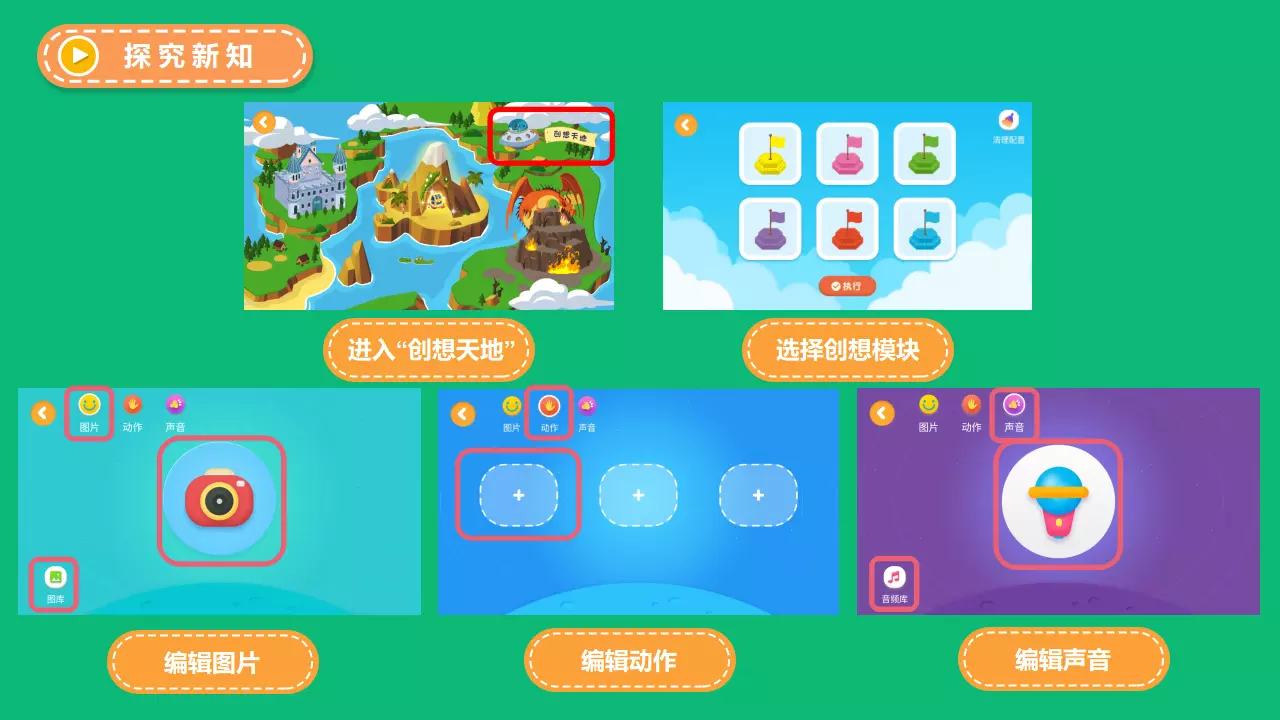 探究新知
创想天地
清理配置
执行
进入“创想天地”
选择创想模块
图片
动作
声音
图库
图片
动作
声音
图片
动作
声音
音频库
编辑图片
编辑动作
编辑声音